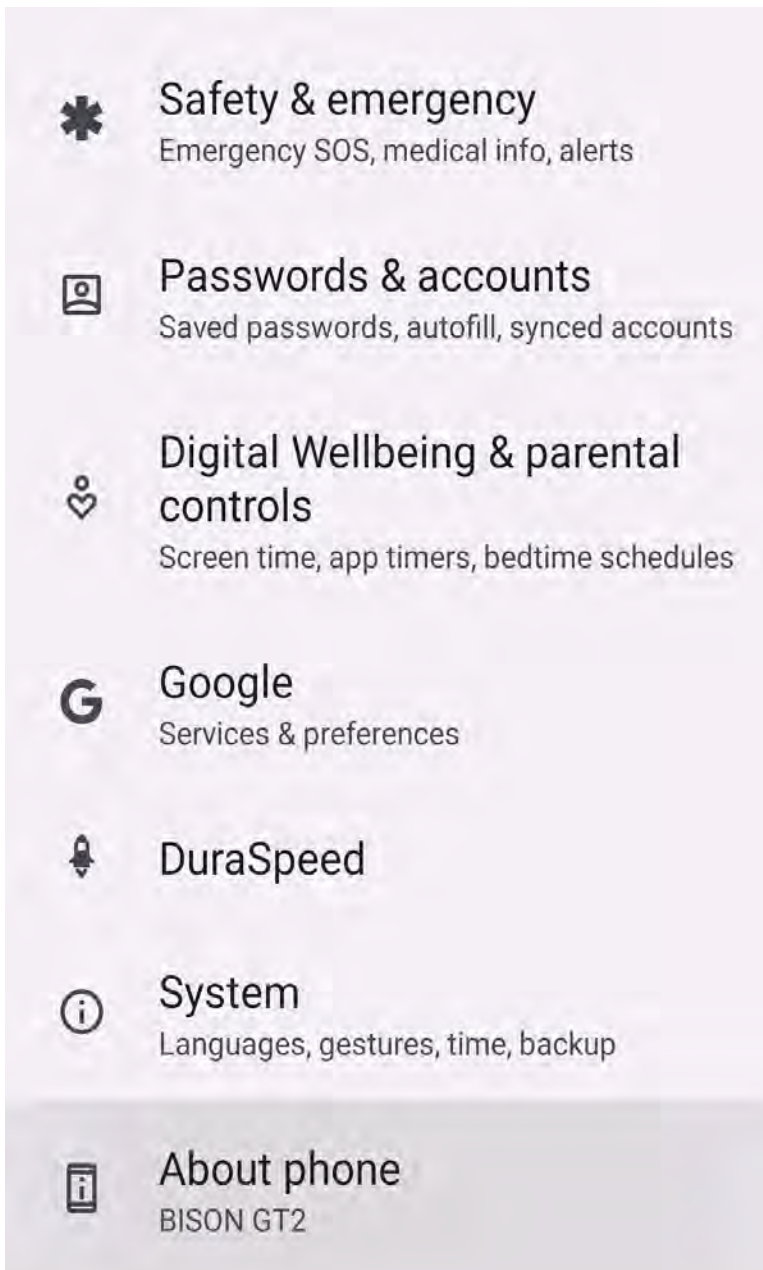 Safety & emergency
Emergency SOS, medical info, alerts
Passwords & accounts
Saved passwords, autofill, synced accounts
Digital Wellbeing & parental
controls
Screen time, app timers, bedtime schedules
Google
Services & preferences
DuraSpeed
System
Languages, gestures, time, backup
About phone
BISON GT2